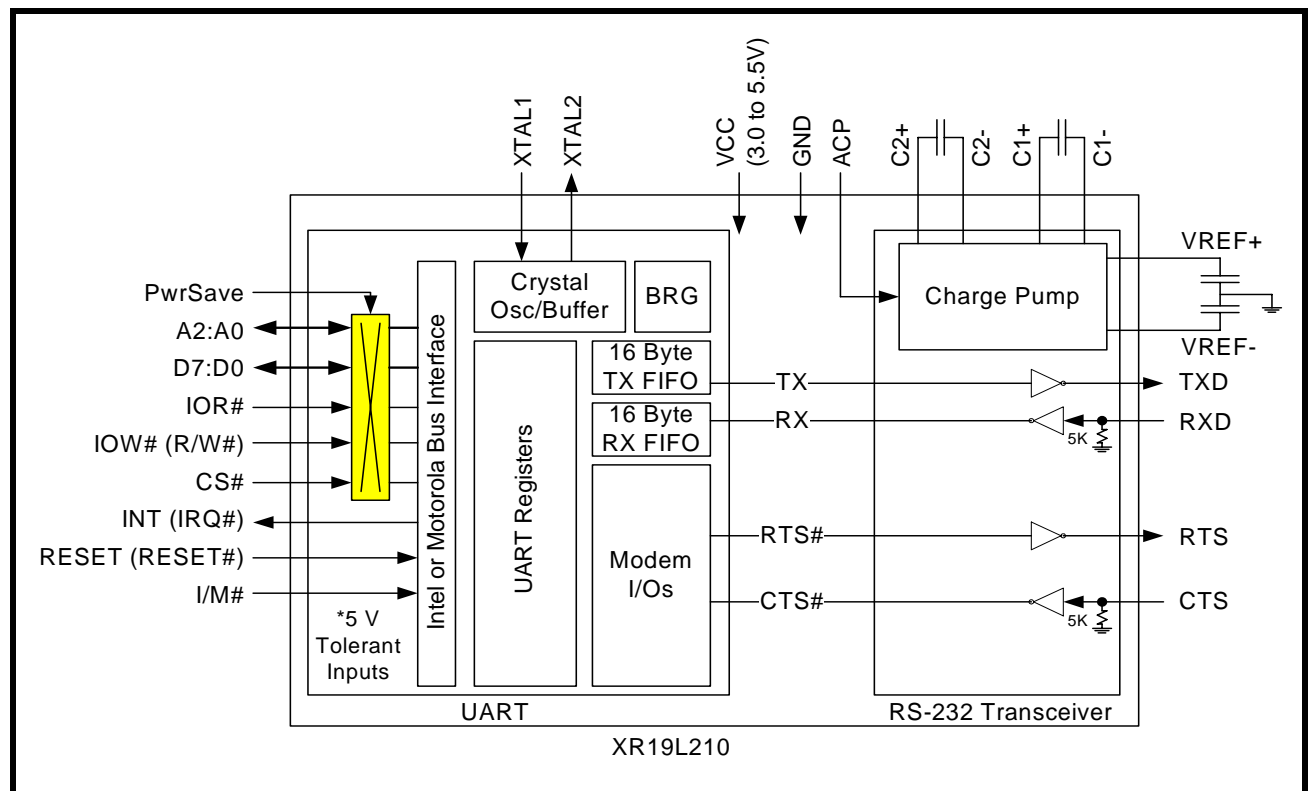 XTAL1
XTAL2
VCC
(3.0 to 5.5V)
GND
ACP
C2+
C2-
C1+
C1-
PwrSave
A2:A0
D7:D0
IOR#
IOW# (R/W#)
CS#
INT (IRQ#)
RESET (RESET#)
I/M#
*5 V
Tolerant
Inputs
Intel or Motorola Bus Interface
Crystal
Osc/Buffer
BRG
UART Registers
16 Byte
TX FIFO
16 Byte
RX FIFO
Modem
I/Os
TX
RX
RTS#
CTS#
Charge Pump
VREF+
VREF-
TXD
RXD
5K
RTS
CTS
5K
UART
RS-232 Transceiver
XR19L210